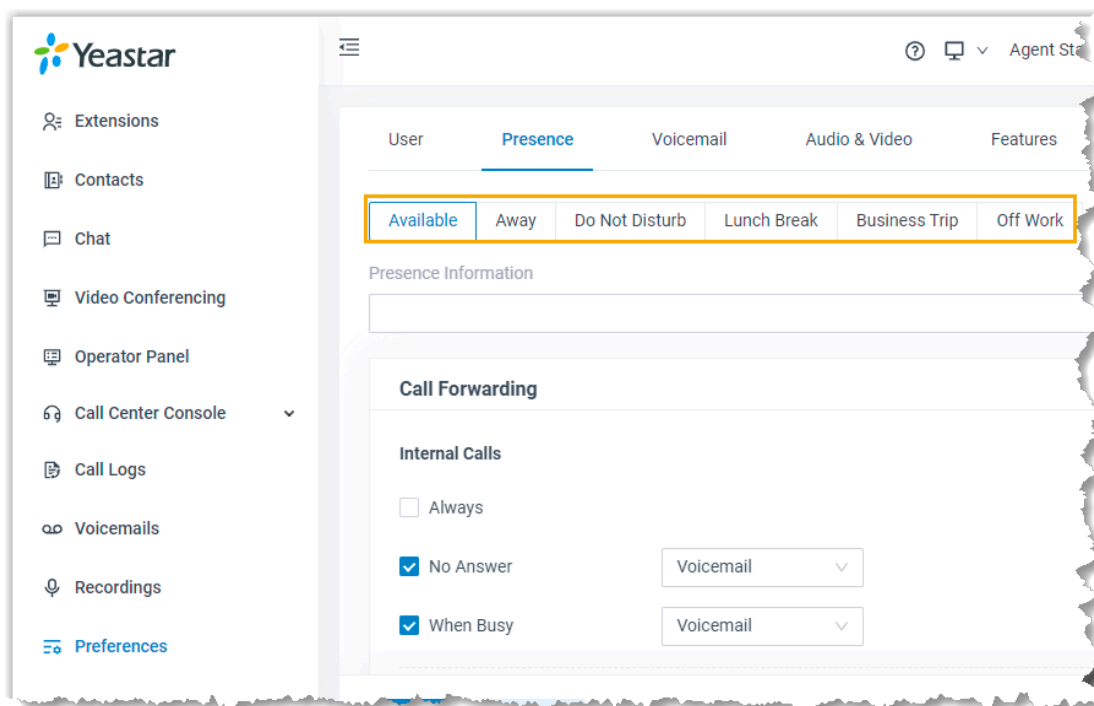 Yeastar
Agent Sta
Extensions
Contacts
Chat
Video Conferencing
Operator Panel
Call Center Console
Call Logs
Voicemails
Recordings
Preferences
User Presence Voicemail Audio & Video Features
Available Away Do Not Disturb Lunch Break Business Trip Off Work
Presence Information
Call Forwarding
Internal Calls
Always
No Answer Voicemail
When Busy Voicemail